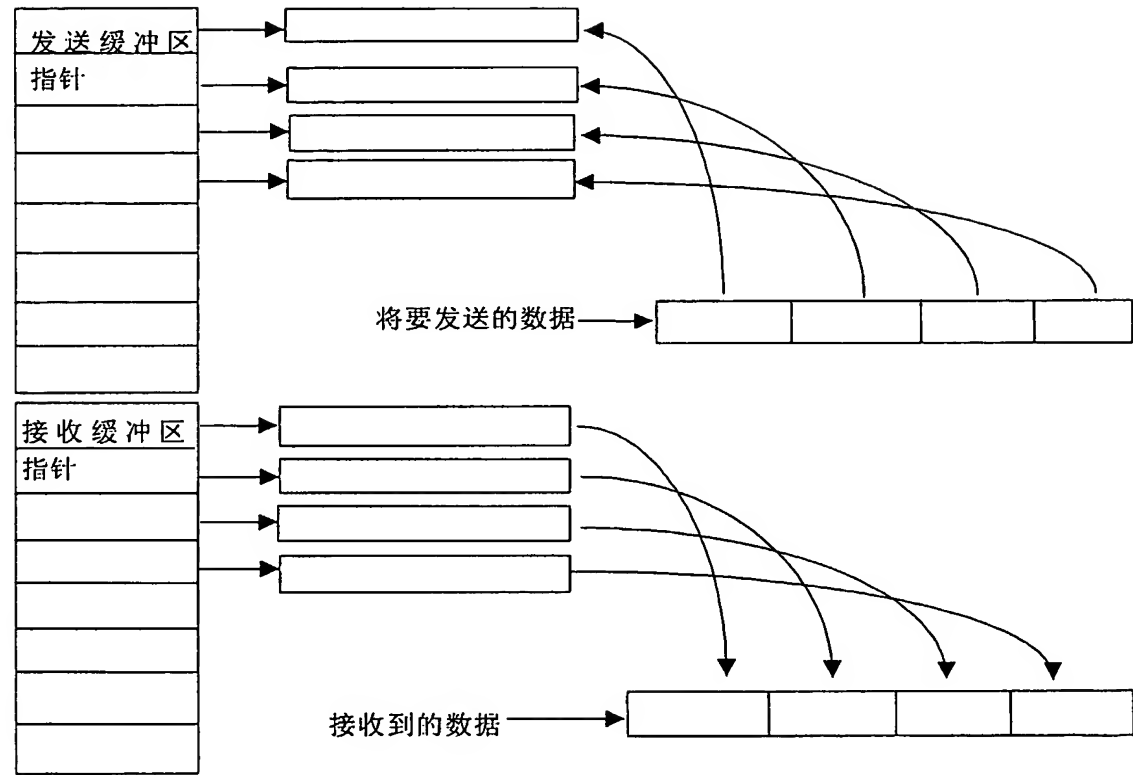 发送缓冲区
指针
将要发送的数据
接收缓冲区
指针
接收到的数据